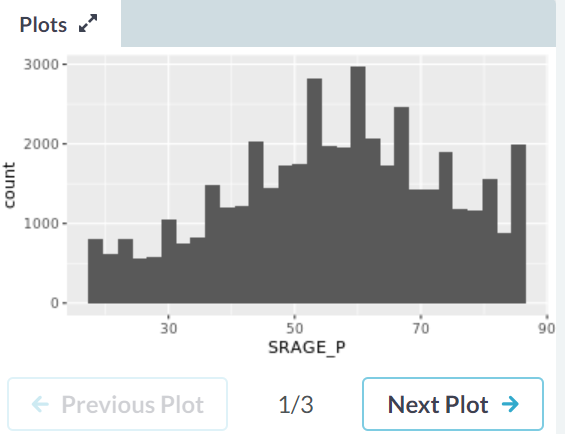 Plots
3000
2000
1000
0
count
30 50 70 90
SRAGE_P
← Previous Plot 1/3 Next Plot →